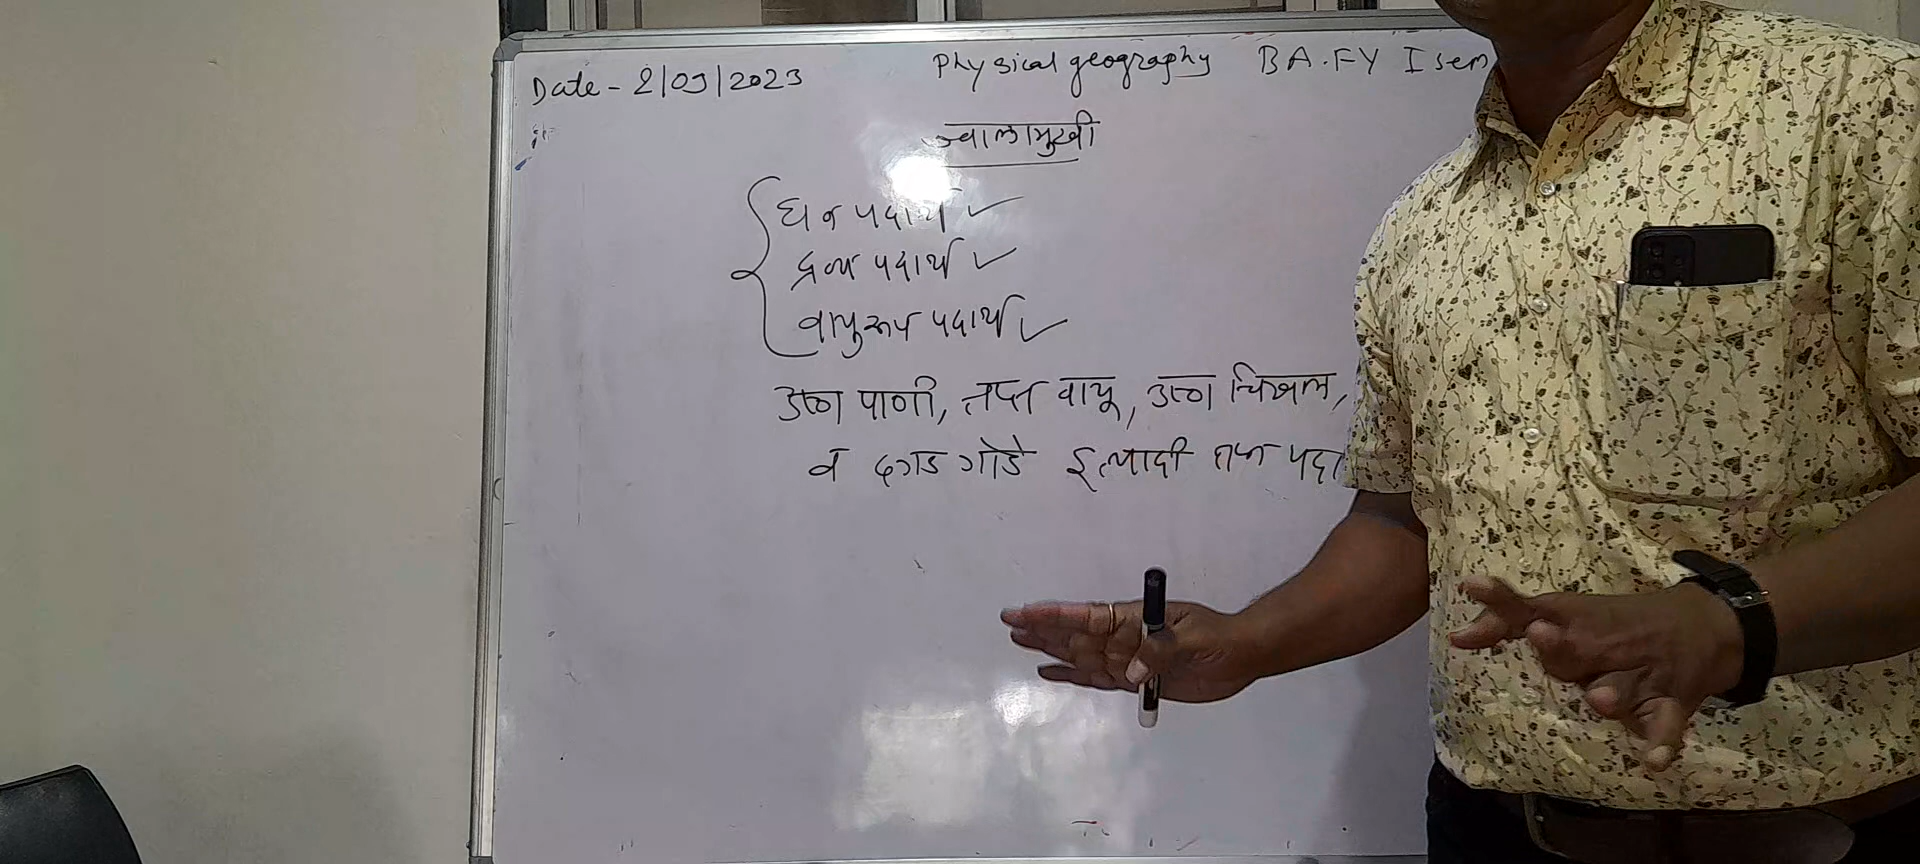 Date - 2/09/2023
Physical geography BA.FY I sem
ज्वालामुखी
घन पदार्थ ✓
द्रव्य पदार्थ ✓
वायुरूप पदार्थ ✓
उष्ण पाणी, तप्त वायू, उष्ण चिखल,
व दगड गोडे इत्यादी तप्त पदा